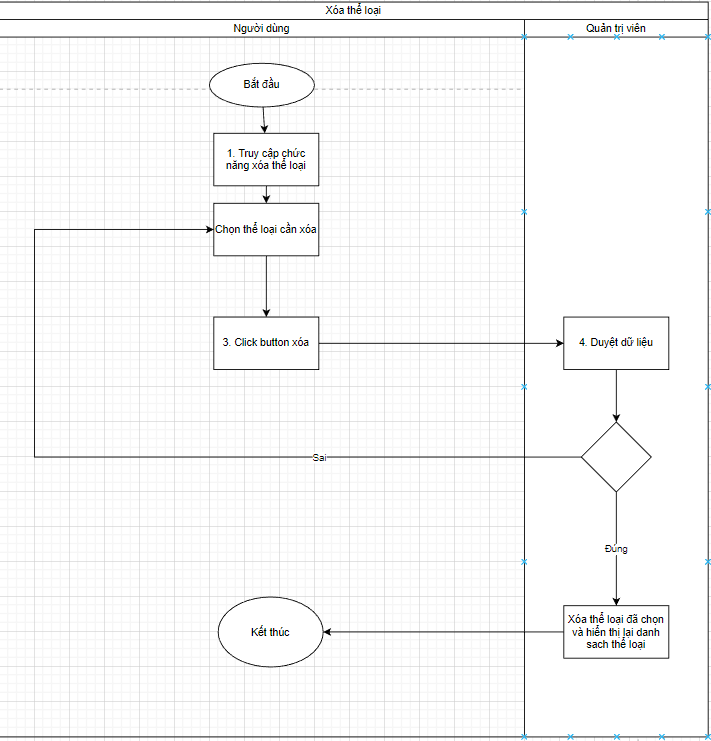 Xóa thể loại
Người dùng
Quản trị viên
Bắt đầu
1. Truy cập chức
năng xóa thể loại
Chọn thể loại cần xóa
3. Click button xóa
4. Duyệt dữ liệu
Sai
Đúng
Xóa thể loại đã chọn
và hiển thị lại danh
sach thể loại
Kết thúc